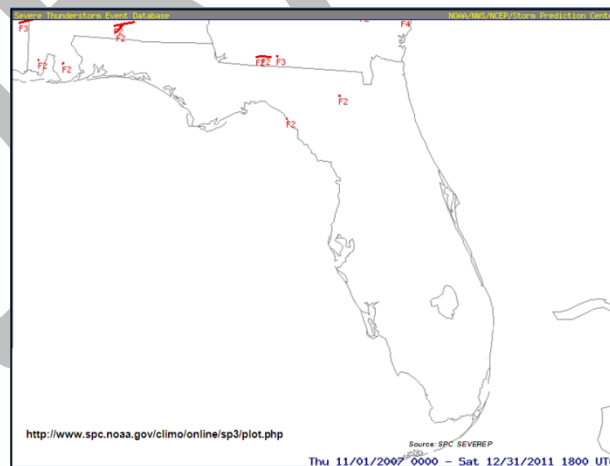 Severe Thunderstorm Event Database NOAA/NWS/NCEP/Storm Prediction Cente
F3
F2
F2
F4
F2
F2
F2
F3
F2
F2
http://www.spc.noaa.gov/climo/online/sp3/plot.php
Source: SPC SEVEREP
Thu 11/01/2007 0000 – Sat 12/31/2011 1800 UTC